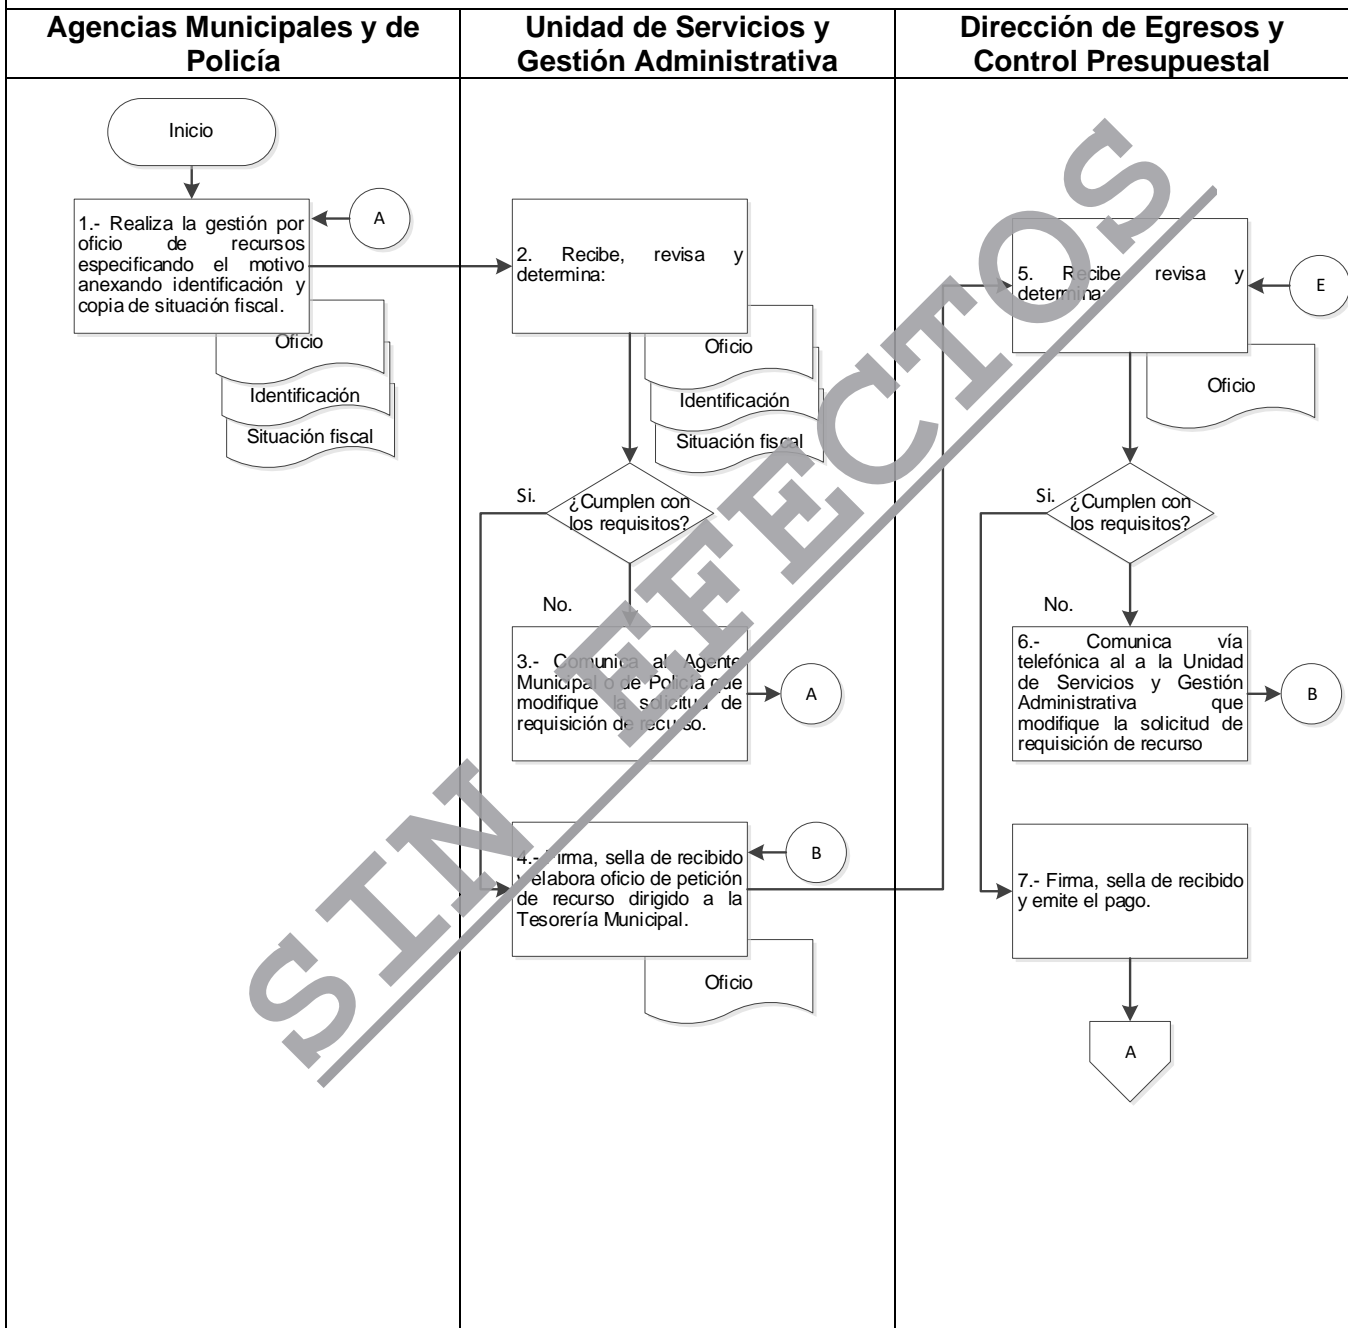 Agencias Municipales y de
Policía
Unidad de Servicios y
Gestión Administrativa
Dirección de Egresos y
Control Presupuestal
Inicio
1.- Realiza la gestión por
oficio de recursos
especificando el motivo
anexando identificación y
copia de situación fiscal.
A
Oficio
Identificación
Situación fiscal
2. Recibe, revisa y
determina:
Oficio
Identificación
Situación fiscal
¿Cumplen con
los requisitos?
Si.
No.
3.- Comunica al Agente
Municipal o de Policía que
modifique la solicitud de
requisición de recurso.
A
4.- Firma, sella de recibido
y elabora oficio de petición
de recurso dirigido a la
Tesorería Municipal.
B
Oficio
5. Recibe, revisa y
determina:
E
Oficio
¿Cumplen con
los requisitos?
Si.
No.
6.- Comunica vía
telefónica al a la Unidad
de Servicios y Gestión
Administrativa que
modifique la solicitud de
requisición de recurso
B
7.- Firma, sella de recibido
y emite el pago.
A
SIN EFECTOS